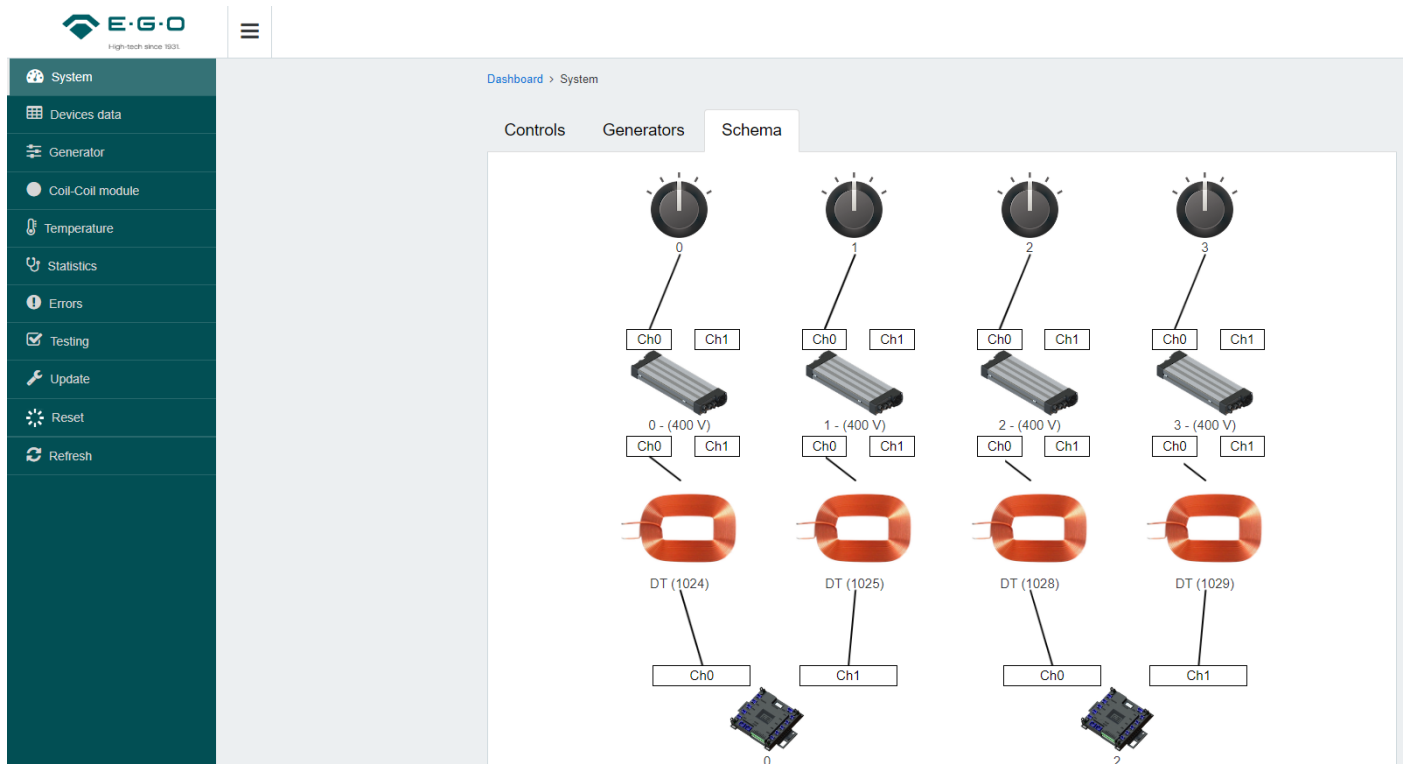 E·G·O
High-tech since 1931.
System
Devices data
Generator
Coil-Coil module
Temperature
Statistics
Errors
Testing
Update
Reset
Refresh
Dashboard > System
Controls Generators Schema
0 1 2 3
Ch0 Ch1 Ch0 Ch1 Ch0 Ch1 Ch0 Ch1
0 - (400 V) 1 - (400 V) 2 - (400 V) 3 - (400 V)
Ch0 Ch1 Ch0 Ch1 Ch0 Ch1 Ch0 Ch1
DT (1024) DT (1025) DT (1028) DT (1029)
Ch0 Ch1 Ch0 Ch1
0 2